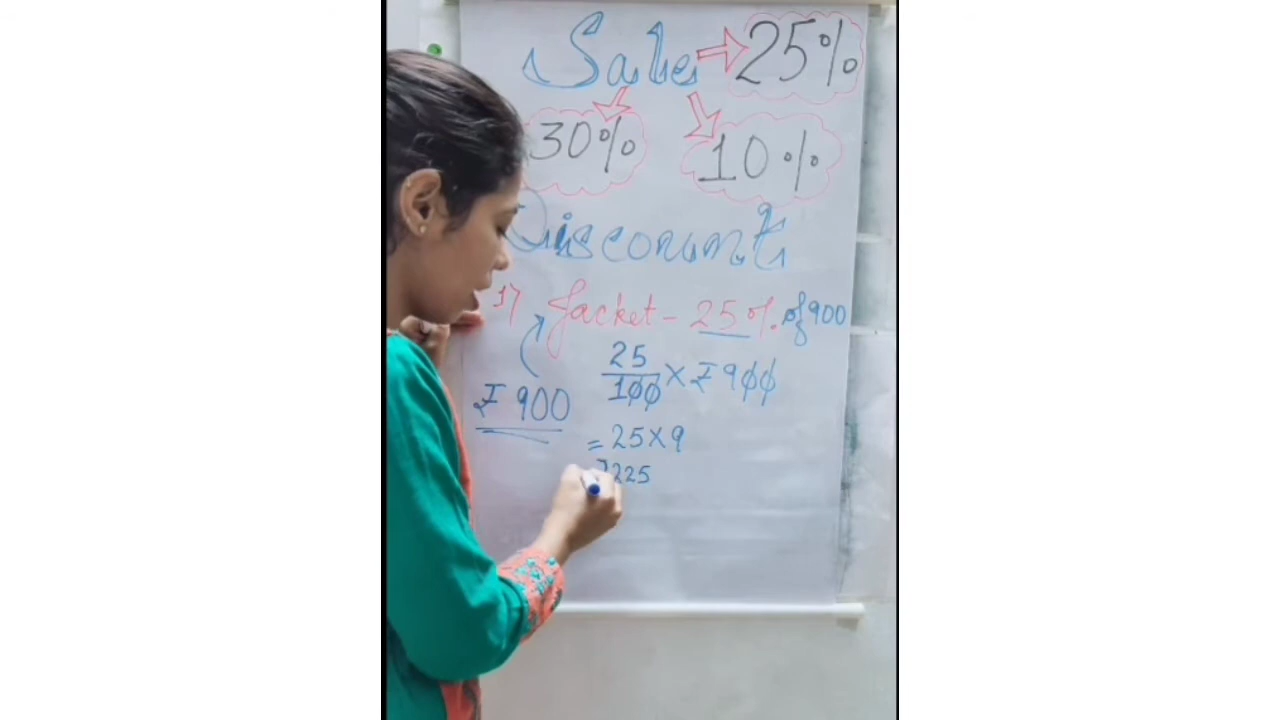 Sale 25%
30% 10%
Discount
1) Jacket - 25%. of 900
25
100 × ₹ 900
₹ 900
= 25 × 9
₹225